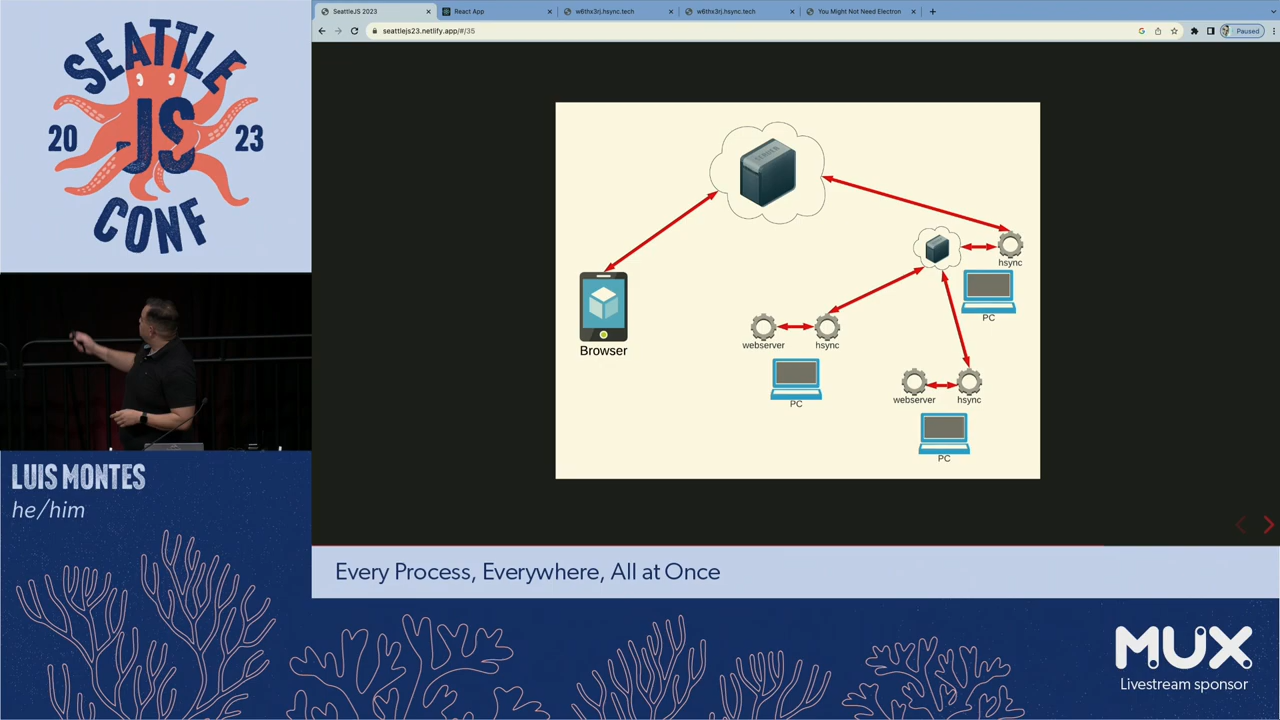 SEATTLE
JS
20 23
CONF
SeattleJS 2023
React App
w6thx3rj.hsync.tech
w6thx3rj.hsync.tech
You Might Not Need Electron
seattlejs23.netlify.app/#/35
Paused
SERVER
hsync
PC
Browser
webserver
hsync
PC
webserver
hsync
PC
LUIS MONTES
he/him
Every Process, Everywhere, All at Once
MUX
Livestream sponsor